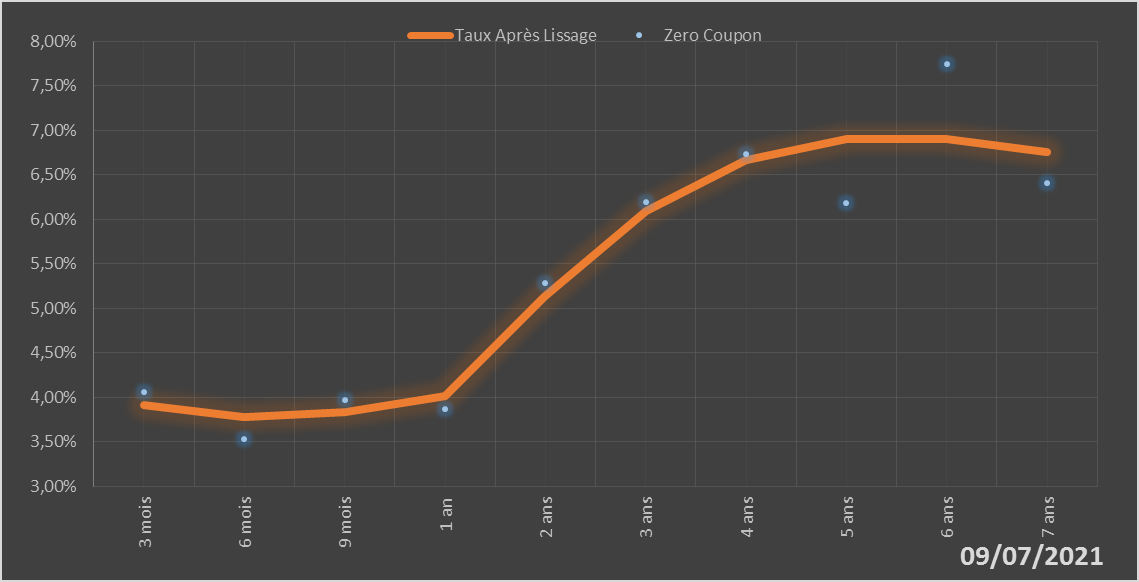 Taux Après Lissage
Zero Coupon
8,00%
7,50%
7,00%
6,50%
6,00%
5,50%
5,00%
4,50%
4,00%
3,50%
3,00%
3 mois
6 mois
9 mois
1 an
2 ans
3 ans
4 ans
5 ans
6 ans
7 ans
09/07/2021